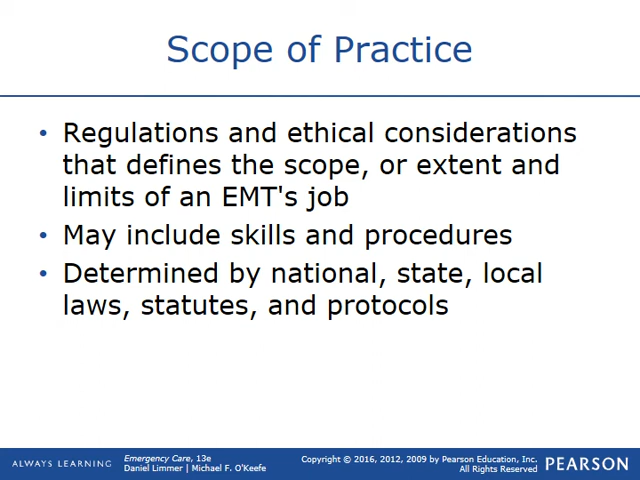 Scope of Practice
• Regulations and ethical considerations
that defines the scope, or extent and
limits of an EMT's job
• May include skills and procedures
• Determined by national, state, local
laws, statutes, and protocols
ALWAYS LEARNING
Emergency Care, 13e
Daniel Limmer | Michael F. O'Keefe
Copyright © 2016, 2012, 2009 by Pearson Education, Inc.
All Rights Reserved
PEARSON